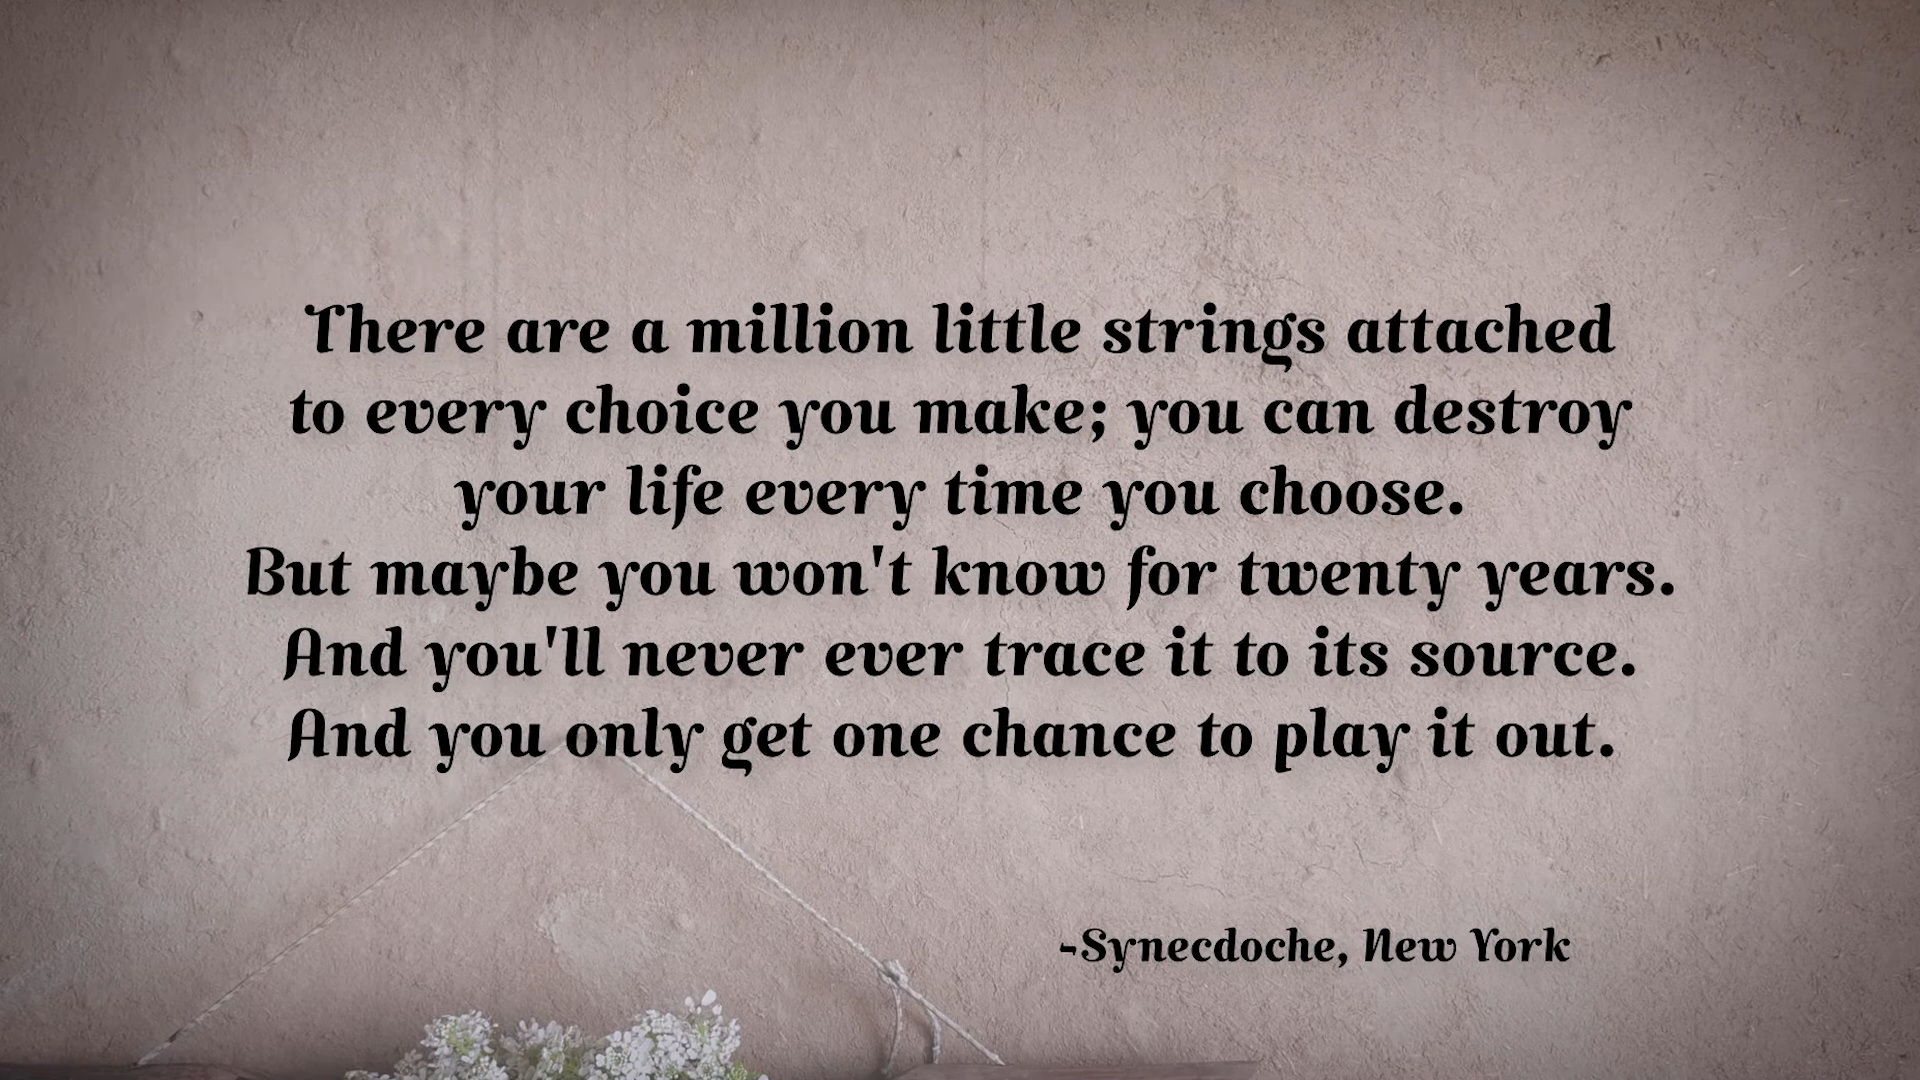 There are a million little strings attached
to every choice you make; you can destroy
your life every time you choose.
But maybe you won't know for twenty years.
And you'll never ever trace it to its source.
And you only get one chance to play it out.
-Synecdoche, New York